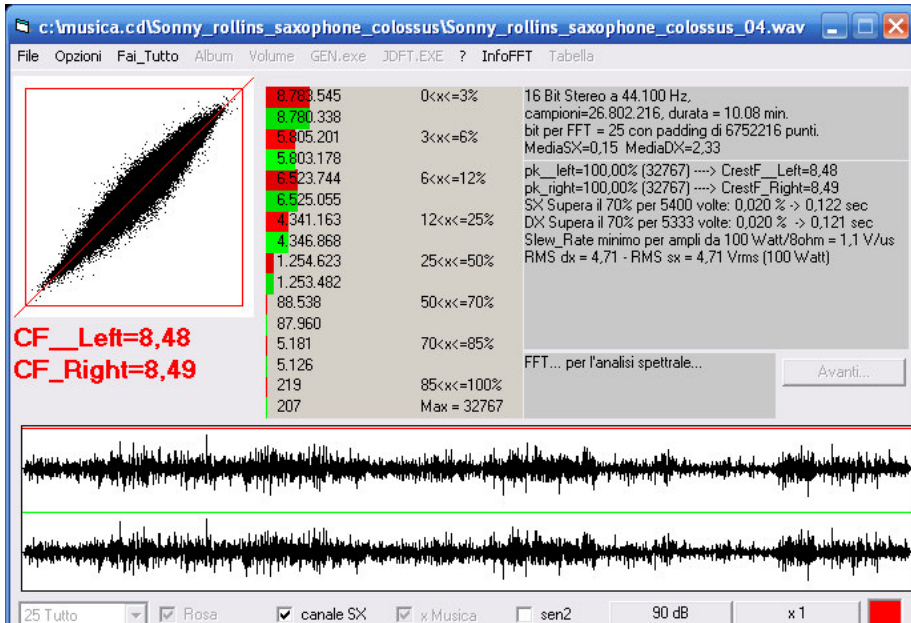 c:\musica.cd\Sonny_rollins_saxophone_colossus\Sonny_rollins_saxophone_colossus_04.wav
File Opzioni Fai_Tutto Album Volume GEN.exe JDFT.EXE ? InfoFFT Tabella
8.783.545 0<x<=3%
8.780.338
5.805.201 3<x<=6%
5.803.178
6.523.744 6<x<=12%
6.525.055
4.341.163 12<x<=25%
4.346.868
1.254.623 25<x<=50%
1.253.482
88.538 50<x<=70%
87.960
5.181 70<x<=85%
5.126
219 85<x<=100%
207 Max = 32767
CF__Left=8,48
CF_Right=8,49
16 Bit Stereo a 44.100 Hz,
campioni=26.802.216, durata = 10.08 min.
bit per FFT = 25 con padding di 6752216 punti.
MediaSX=0,15 MediaDX=2,33
pk__left=100,00% (32767) ----> CrestF__Left=8,48
pk_right=100,00% (32767) ----> CrestF_Right=8,49
SX Supera il 70% per 5400 volte: 0,020 % -> 0,122 sec
DX Supera il 70% per 5333 volte: 0,020 % -> 0,121 sec
Slew_Rate minimo per ampli da 100 Watt/8ohm = 1,1 V/us
RMS dx = 4,71 - RMS sx = 4,71 Vrms (100 Watt)
FFT... per l'analisi spettrale...
Avanti...
25 Tutto Rosa canale SX x Musica sen2 90 dB x 1